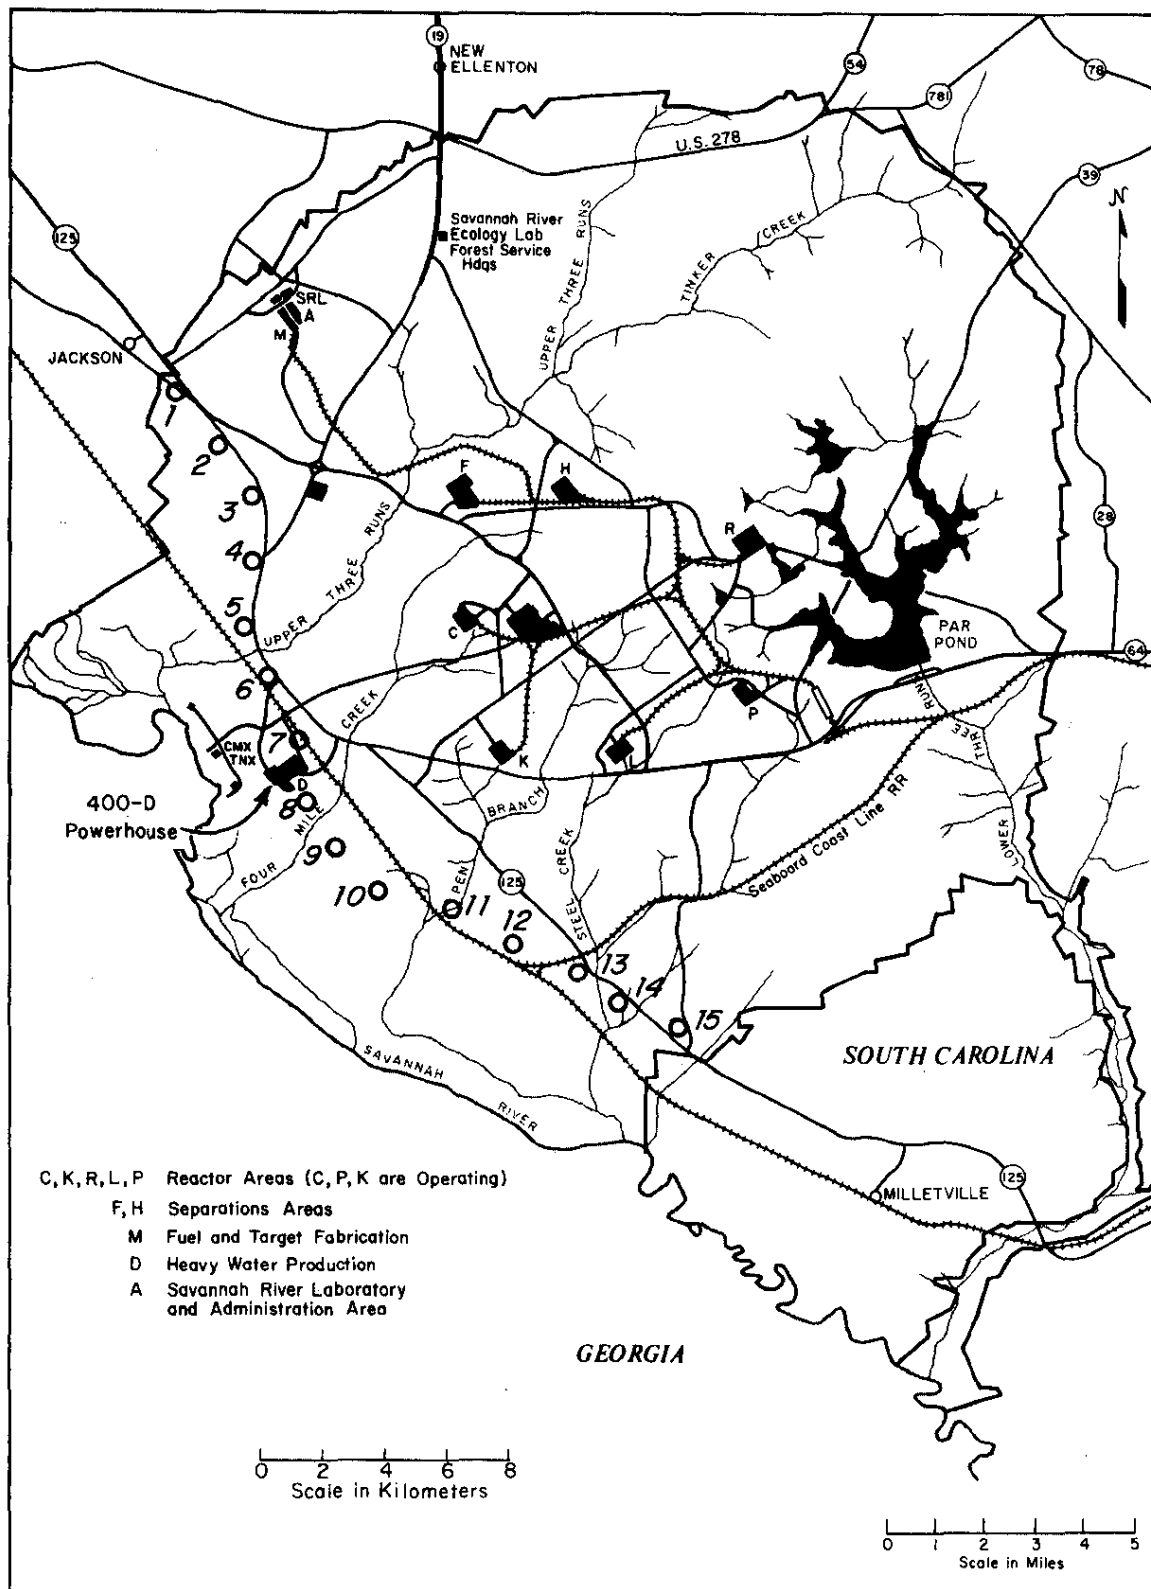 19
NEW
ELLENTON
54
78
781
U.S. 278
39
N
125
Savannah River
Ecology Lab
Forest Service
Hdqs
UPPER THREE RUNS
TINKER CREEK
SRL
A
M
JACKSON
1
2
3
4
5
6
7
8
9
10
11
12
13
14
15
F
H
R
28
UPPER THREE RUNS
C
PAR
POND
64
P
K
L
CMX
TNX
D
400-D
Powerhouse
FOUR MILE CREEK
PEN BRANCH
STEEL CREEK
125
Seaboard Coast Line RR
LOWER THREE RUNS
SOUTH CAROLINA
SAVANNAH RIVER
MILLETVILLE
125
C, K, R, L, P Reactor Areas (C, P, K are Operating)
F, H Separations Areas
M Fuel and Target Fabrication
D Heavy Water Production
A Savannah River Laboratory
and Administration Area
GEORGIA
0 2 4 6 8
Scale in Kilometers
0 1 2 3 4 5
Scale in Miles